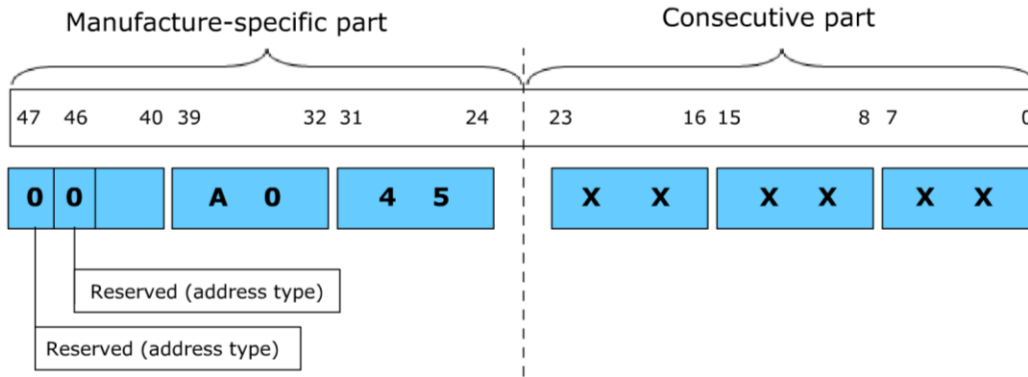 Manufacture-specific part Consecutive part
47 46 40 39 32 31 24 23 16 15 8 7 0
0 0 A 0 4 5 X X X X X X
Reserved (address type)
Reserved (address type)